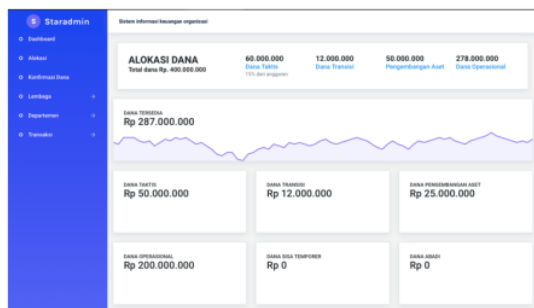 S Staradmin
Sistem informasi keuangan organisasi
Dashboard
Alokasi
Konfirmasi Dana
Lembaga
Departemen
Transaksi
ALOKASI DANA
Total dana Rp. 400.000.000
60.000.000
Dana Taktis
15% dari anggaran
12.000.000
Dana Transisi
50.000.000
Pengembangan Aset
278.000.000
Dana Operasional
DANA TERSEDIA
Rp 287.000.000
DANA TAKTIS
Rp 50.000.000
DANA TRANSISI
Rp 12.000.000
DANA PENGEMBANGAN ASET
Rp 25.000.000
DANA OPERASIONAL
Rp 200.000.000
DANA SISA TEMPORER
Rp 0
DANA ABADI
Rp 0